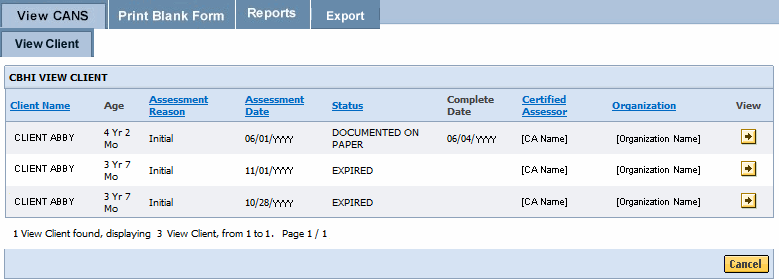 View CANS Print Blank Form Reports Export
View Client
CBHI VIEW CLIENT
Client Name Age Assessment Reason Assessment Date Status Complete Date Certified Assessor Organization View
CLIENT ABBY 4 Yr 2 Mo Initial 06/01/YYYY DOCUMENTED ON PAPER 06/04/YYYY [CA Name] [Organization Name]
CLIENT ABBY 3 Yr 7 Mo Initial 11/01/YYYY EXPIRED [CA Name] [Organization Name]
CLIENT ABBY 3 Yr 7 Mo Initial 10/28/YYYY EXPIRED [CA Name] [Organization Name]
1 View Client found, displaying 3 View Client, from 1 to 1. Page 1 / 1
Cancel